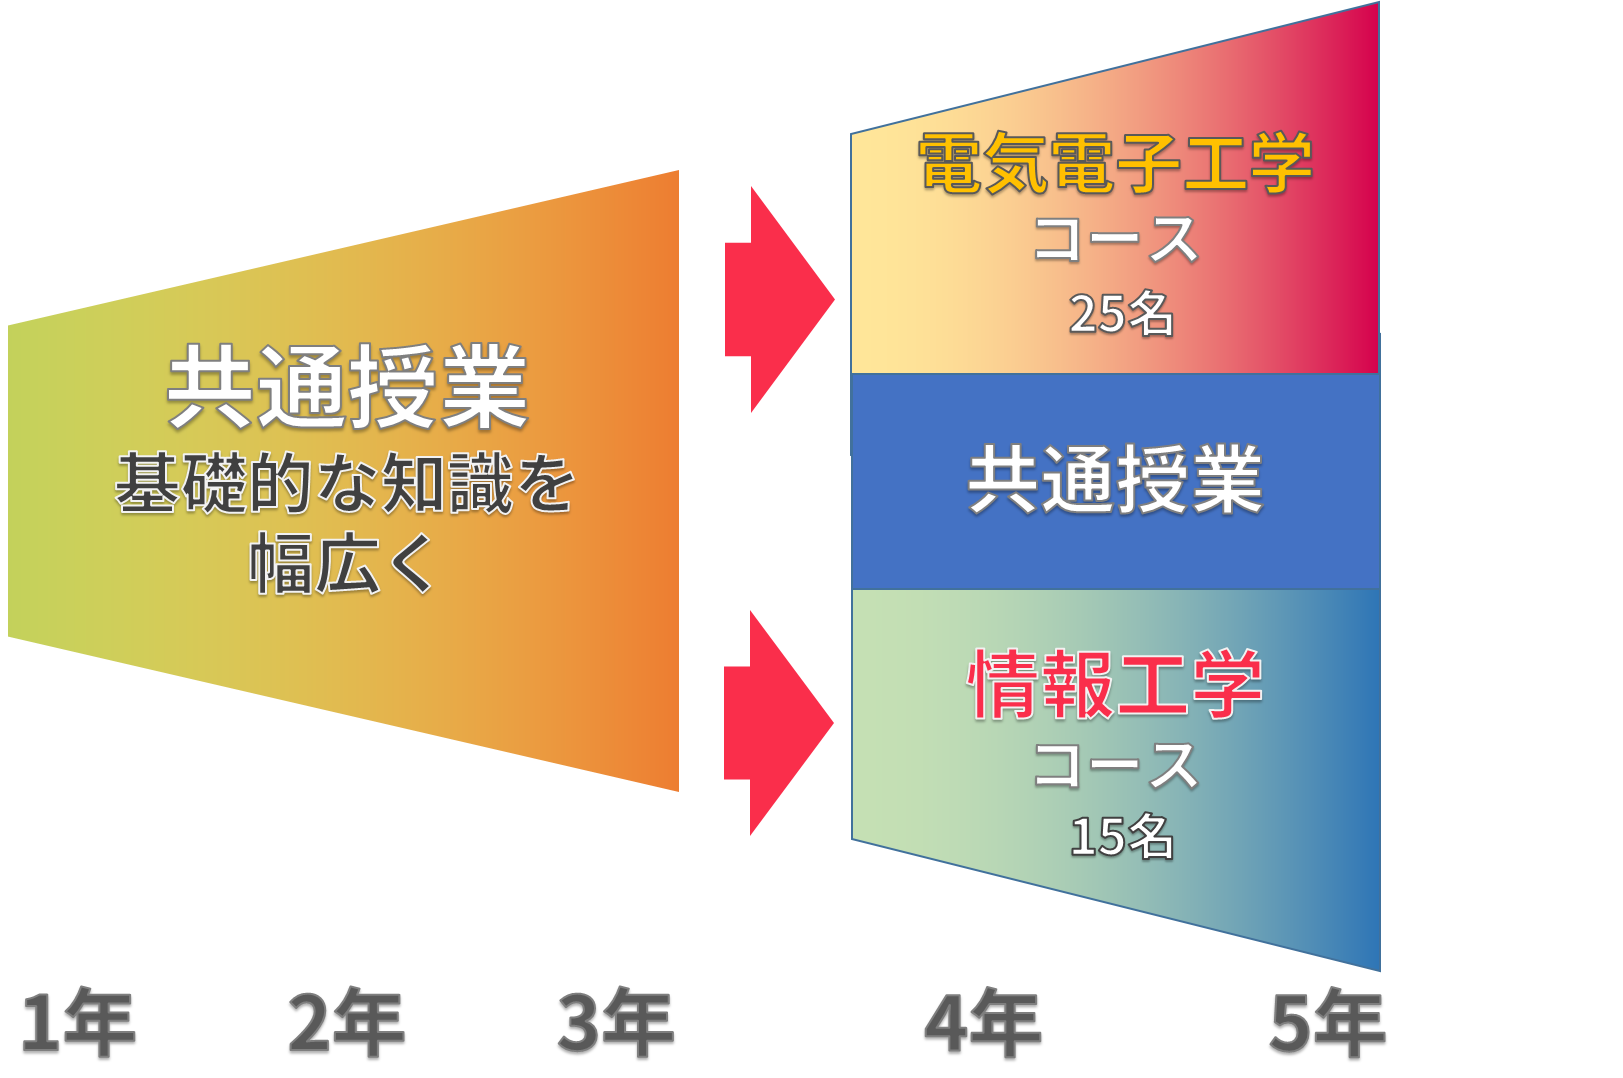 共通授業
基礎的な知識を
幅広く
電気電子工学
コース
25名
共通授業
情報工学
コース
15名
1年
2年
3年
4年
5年